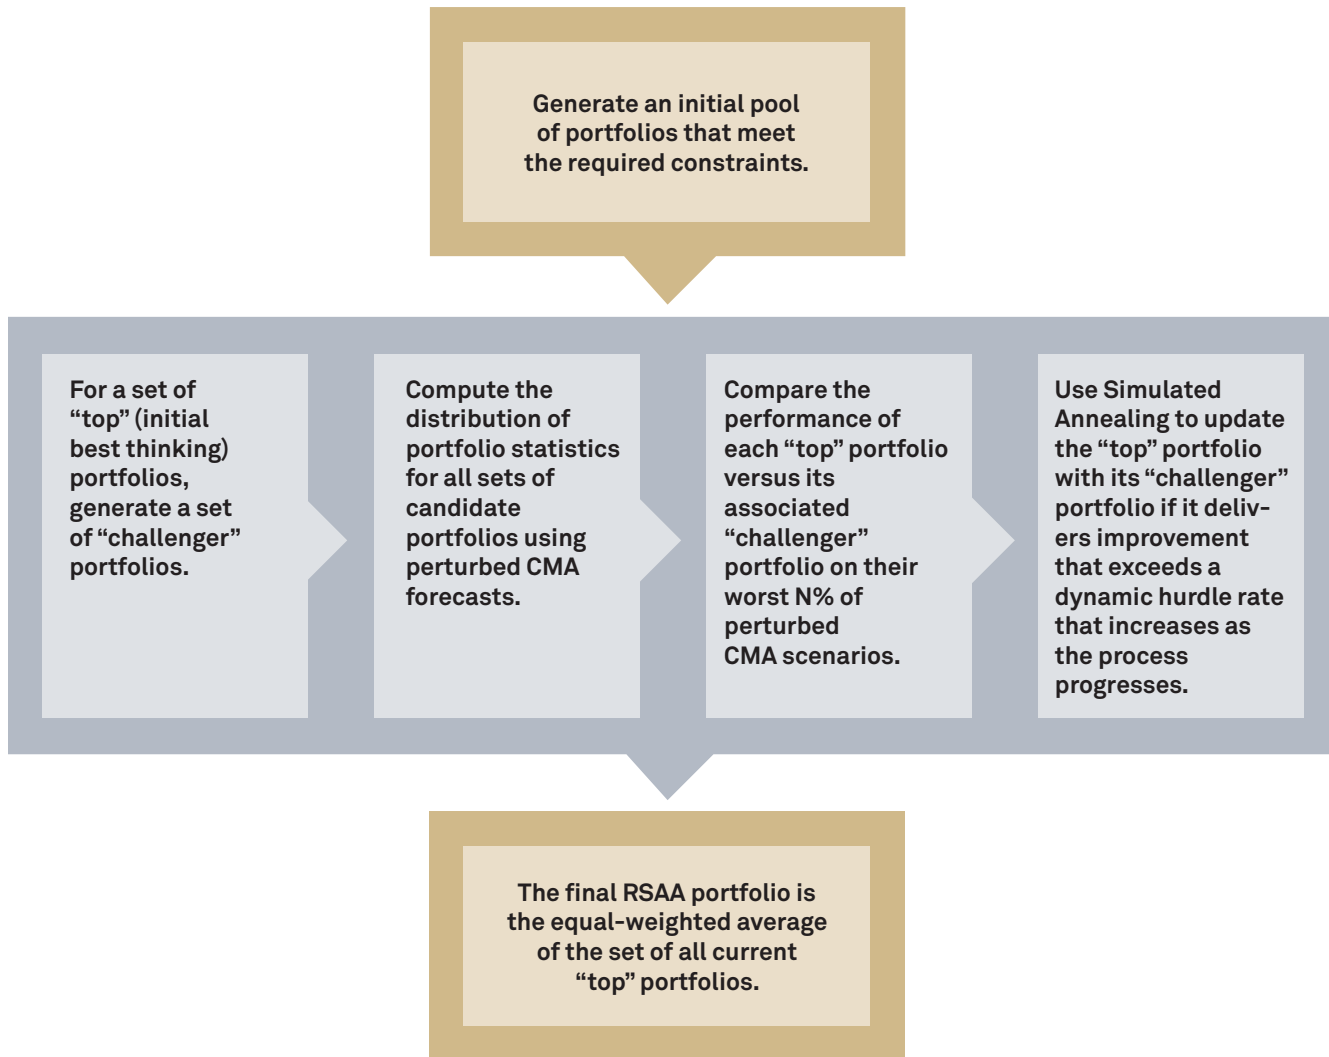 Generate an initial pool
of portfolios that meet
the required constraints.
For a set of
“top” (initial
best thinking)
portfolios,
generate a set
of “challenger”
portfolios.
Compute the
distribution of
portfolio statistics
for all sets of
candidate
portfolios using
perturbed CMA
forecasts.
Compare the
performance of
each “top” portfolio
versus its
associated
“challenger”
portfolio on their
worst N% of
perturbed
CMA scenarios.
Use Simulated
Annealing to update
the “top” portfolio
with its “challenger”
portfolio if it deliv-
ers improvement
that exceeds a
dynamic hurdle rate
that increases as
the process
progresses.
The final RSAA portfolio is
the equal-weighted average
of the set of all current
“top” portfolios.